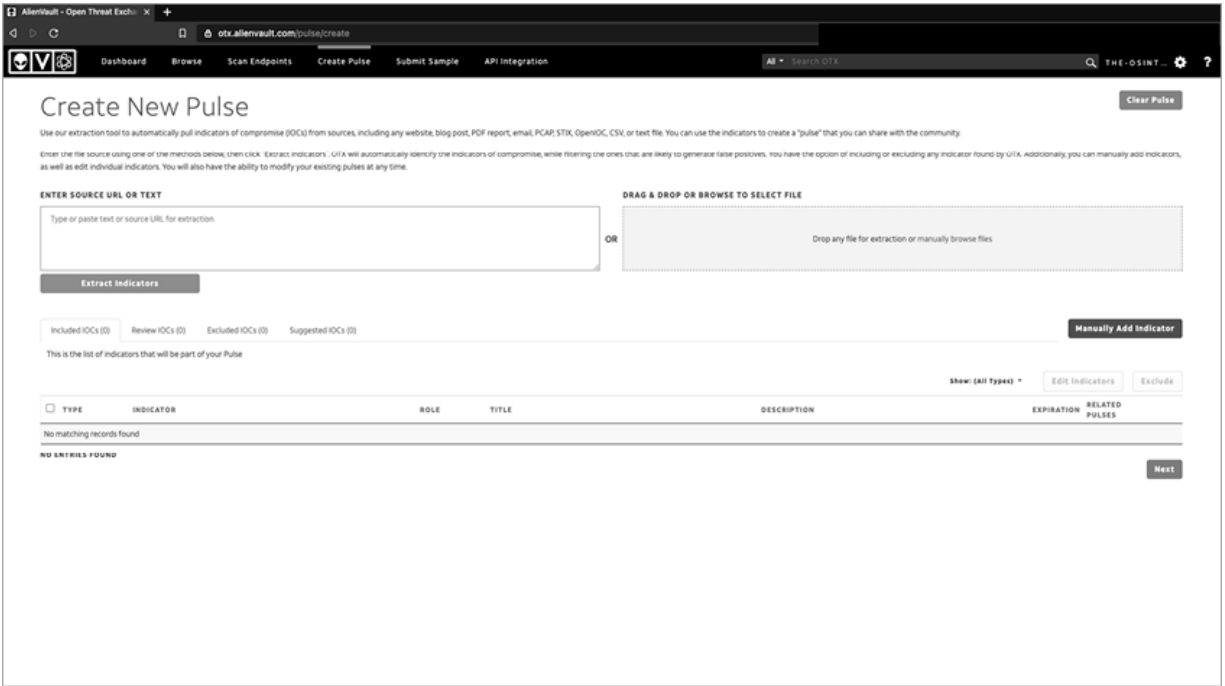 AlienVault - Open Threat Exchan
otx.alienvault.com/pulse/create
V
Dashboard Browse Scan Endpoints Create Pulse Submit Sample API Integration All Search OTX THE-OSINT... ?
Create New Pulse
Clear Pulse
Use our extraction tool to automatically pull indicators of compromise (IOCs) from sources, including any website, blog post, PDF report, email, PCAP, STIX, OpenIOC, CSV, or text file. You can use the indicators to create a "pulse" that you can share with the community.
Enter the file source using one of the methods below, then click 'Extract Indicators'. OTX will automatically identify the indicators of compromise, while filtering the ones that are likely to generate false positives. You have the option of including or excluding any indicator found by OTX. Additionally, you can manually add indicators,
as well as edit individual indicators. You will also have the ability to modify your existing pulses at any time.
ENTER SOURCE URL OR TEXT
DRAG & DROP OR BROWSE TO SELECT FILE
Type or paste text or source URL for extraction
OR
Drop any file for extraction or manually browse files
Extract Indicators
Included IOCs (0) Review IOCs (0) Excluded IOCs (0) Suggested IOCs (0)
Manually Add Indicator
This is the list of indicators that will be part of your Pulse
Show: (All Types) Edit Indicators Exclude
TYPE INDICATOR ROLE TITLE DESCRIPTION EXPIRATION RELATED PULSES
No matching records found
NO ENTRIES FOUND
Next